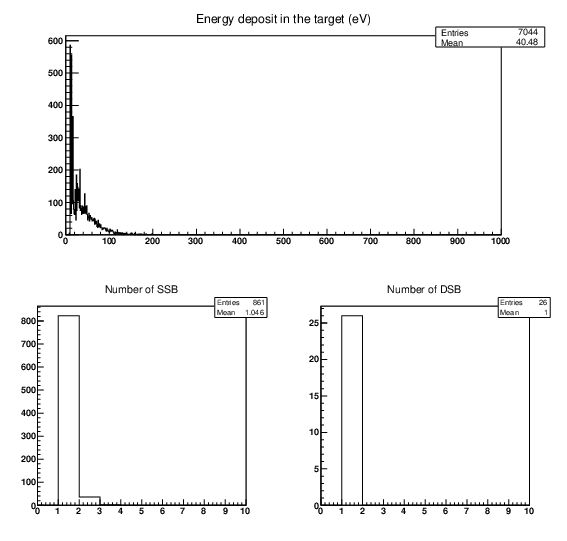 Energy deposit in the target (eV)
Entries 7044
Mean 40.48
600
500
400
300
200
100
0
0 100 200 300 400 500 600 700 800 900 1000
Number of SSB
Entries 861
Mean 1.046
800
700
600
500
400
300
200
100
0
0 1 2 3 4 5 6 7 8 9 10
Number of DSB
Entries 26
Mean 1
25
20
15
10
5
0
0 1 2 3 4 5 6 7 8 9 10